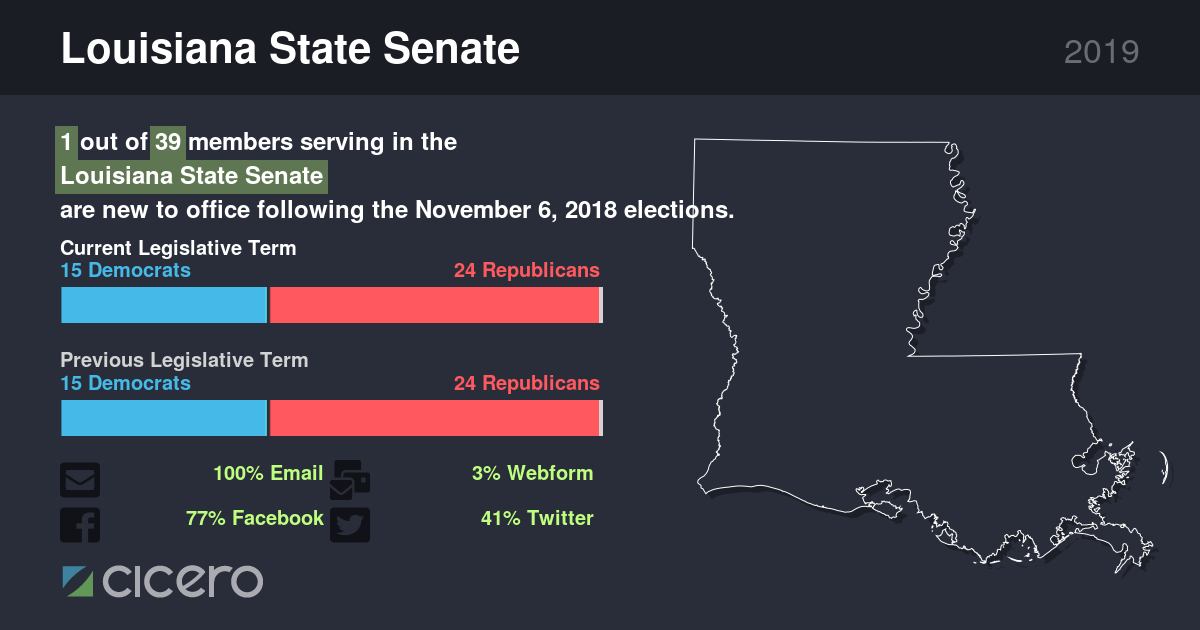 Louisiana State Senate
2019
1 out of 39 members serving in the
Louisiana State Senate
are new to office following the November 6, 2018 elections.
Current Legislative Term
15 Democrats 24 Republicans
Previous Legislative Term
15 Democrats 24 Republicans
100% Email 3% Webform
77% Facebook 41% Twitter
cicero